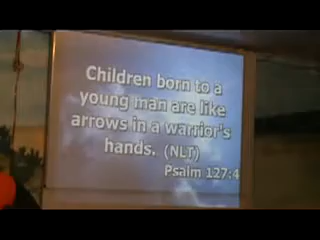 Children born to a
young man are like
arrows in a warrior's
hands. (NLT)
Psalm 127:4